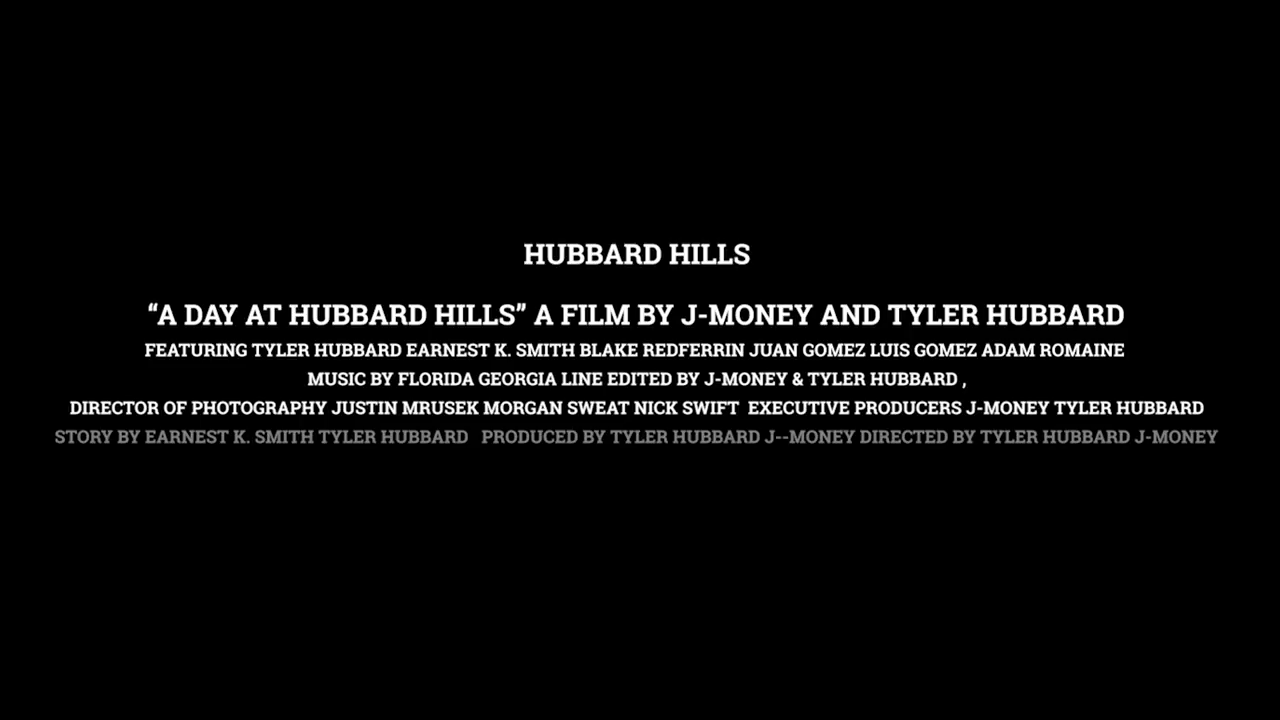 HUBBARD HILLS
“A DAY AT HUBBARD HILLS” A FILM BY J-MONEY AND TYLER HUBBARD
FEATURING TYLER HUBBARD EARNEST K. SMITH BLAKE REDFERRIN JUAN GOMEZ LUIS GOMEZ ADAM ROMAINE
MUSIC BY FLORIDA GEORGIA LINE EDITED BY J-MONEY & TYLER HUBBARD ,
DIRECTOR OF PHOTOGRAPHY JUSTIN MRUSEK MORGAN SWEAT NICK SWIFT  EXECUTIVE PRODUCERS J-MONEY TYLER HUBBARD
STORY BY EARNEST K. SMITH TYLER HUBBARD  PRODUCED BY TYLER HUBBARD J--MONEY DIRECTED BY TYLER HUBBARD J-MONEY